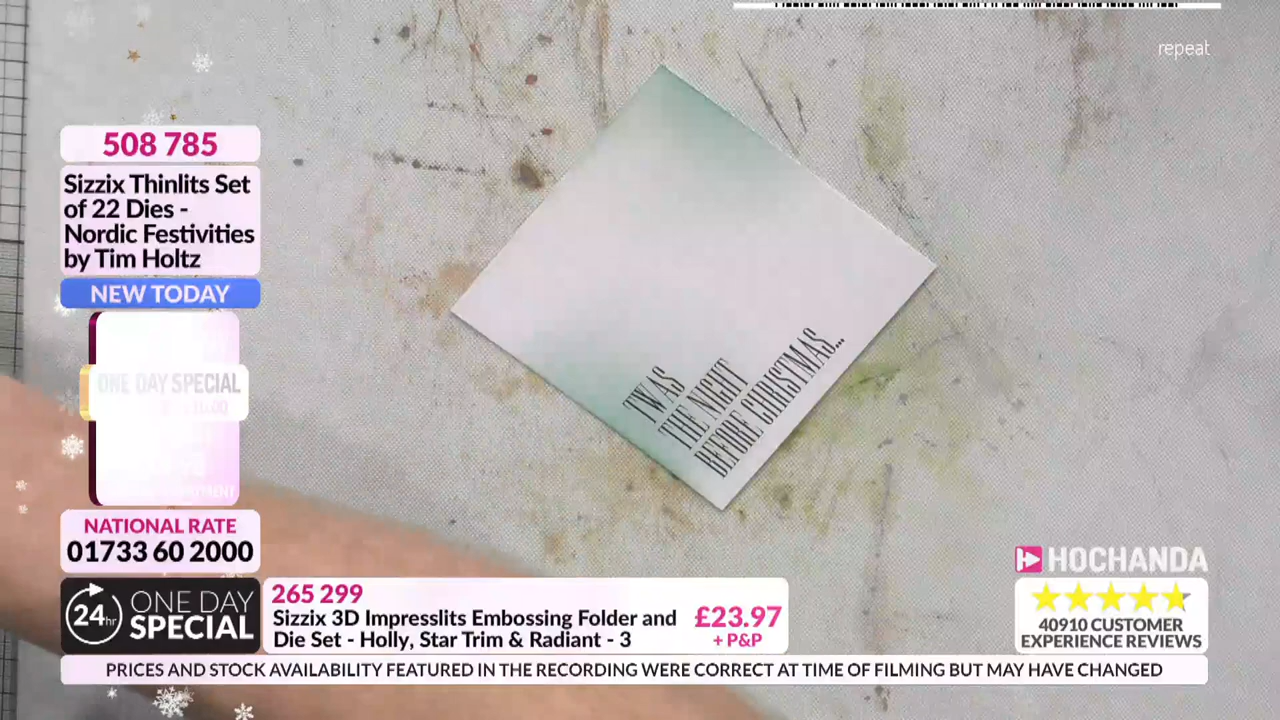 repeat
508 785
Sizzix Thinlits Set
of 22 Dies -
Nordic Festivities
by Tim Holtz
NEW TODAY
ONE DAY SPECIAL
NATIONAL RATE
01733 60 2000
'TWAS
THE NIGHT
BEFORE CHRISTMAS...
24hr
ONE DAY
SPECIAL
265 299
Sizzix 3D Impresslits Embossing Folder and
Die Set - Holly, Star Trim & Radiant - 3
£23.97
+ P&P
HOCHANDA
40910 CUSTOMER
EXPERIENCE REVIEWS
PRICES AND STOCK AVAILABILITY FEATURED IN THE RECORDING WERE CORRECT AT TIME OF FILMING BUT MAY HAVE CHANGED